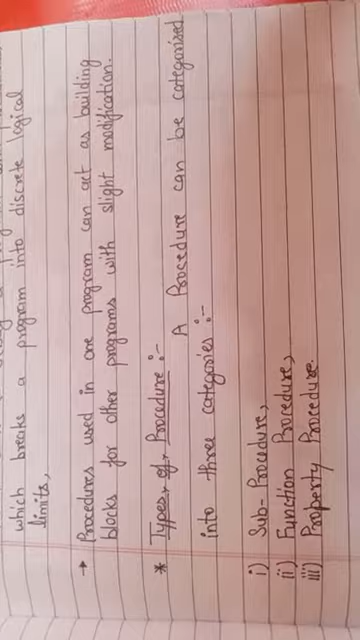 which breaks a program into discrete logical
limits,
→ Procedures used in one program can act as building
blocks for other programs with slight modification.
* Types of Procedure :-
A Procedure can be categorized
into three categories :-
i) Sub-Procedure,
ii) Function Procedure,
iii) Property Procedure.